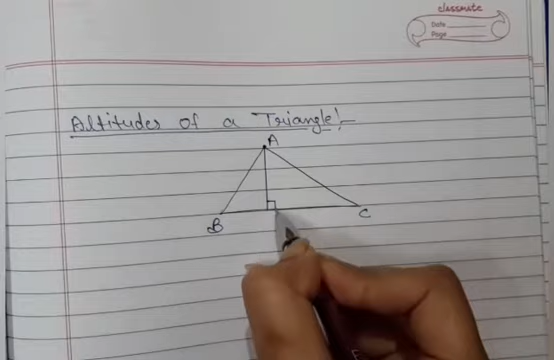 classmate
Date
Page
Altitudes of a Triangle!-
A
B
C